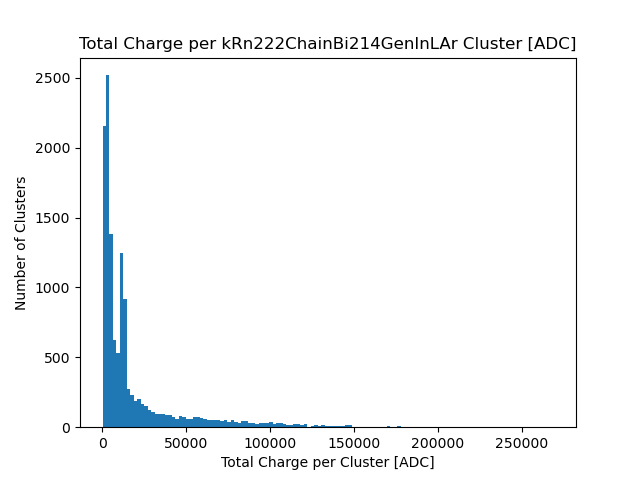 Total Charge per kRn222ChainBi214GenInLAr Cluster [ADC]
2500
2000
1500
1000
500
0
Number of Clusters
0 50000 100000 150000 200000 250000
Total Charge per Cluster [ADC]